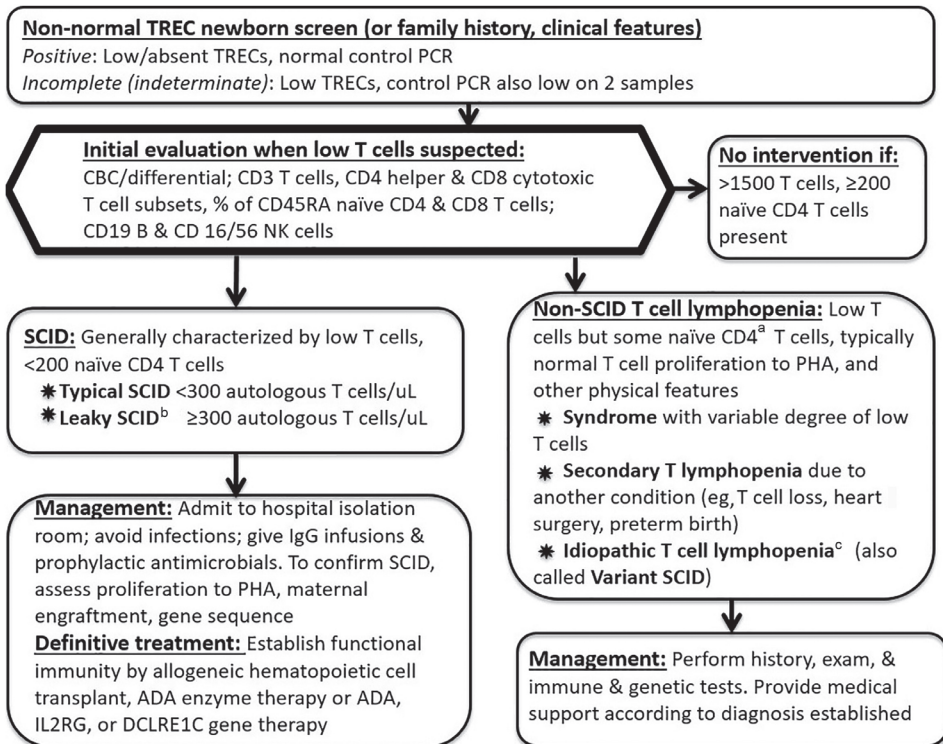 Non-normal TREC newborn screen (or family history, clinical features)
Positive: Low/absent TRECs, normal control PCR
Incomplete (indeterminate): Low TRECs, control PCR also low on 2 samples
Initial evaluation when low T cells suspected:
CBC/differential; CD3 T cells, CD4 helper & CD8 cytotoxic
T cell subsets, % of CD45RA naïve CD4 & CD8 T cells;
CD19 B & CD 16/56 NK cells
No intervention if:
>1500 T cells, ≥200
naïve CD4 T cells
present
SCID: Generally characterized by low T cells,
<200 naïve CD4 T cells
✷ Typical SCID <300 autologous T cells/uL
✷ Leaky SCIDᵇ ≥300 autologous T cells/uL
Management: Admit to hospital isolation
room; avoid infections; give IgG infusions &
prophylactic antimicrobials. To confirm SCID,
assess proliferation to PHA, maternal
engraftment, gene sequence
Definitive treatment: Establish functional
immunity by allogeneic hematopoietic cell
transplant, ADA enzyme therapy or ADA,
IL2RG, or DCLRE1C gene therapy
Non-SCID T cell lymphopenia: Low T
cells but some naïve CD4ᵃ T cells, typically
normal T cell proliferation to PHA, and
other physical features
✷ Syndrome with variable degree of low
T cells
✷ Secondary T lymphopenia due to
another condition (eg, T cell loss, heart
surgery, preterm birth)
✷ Idiopathic T cell lymphopeniaᶜ (also
called Variant SCID)
Management: Perform history, exam, &
immune & genetic tests. Provide medical
support according to diagnosis established